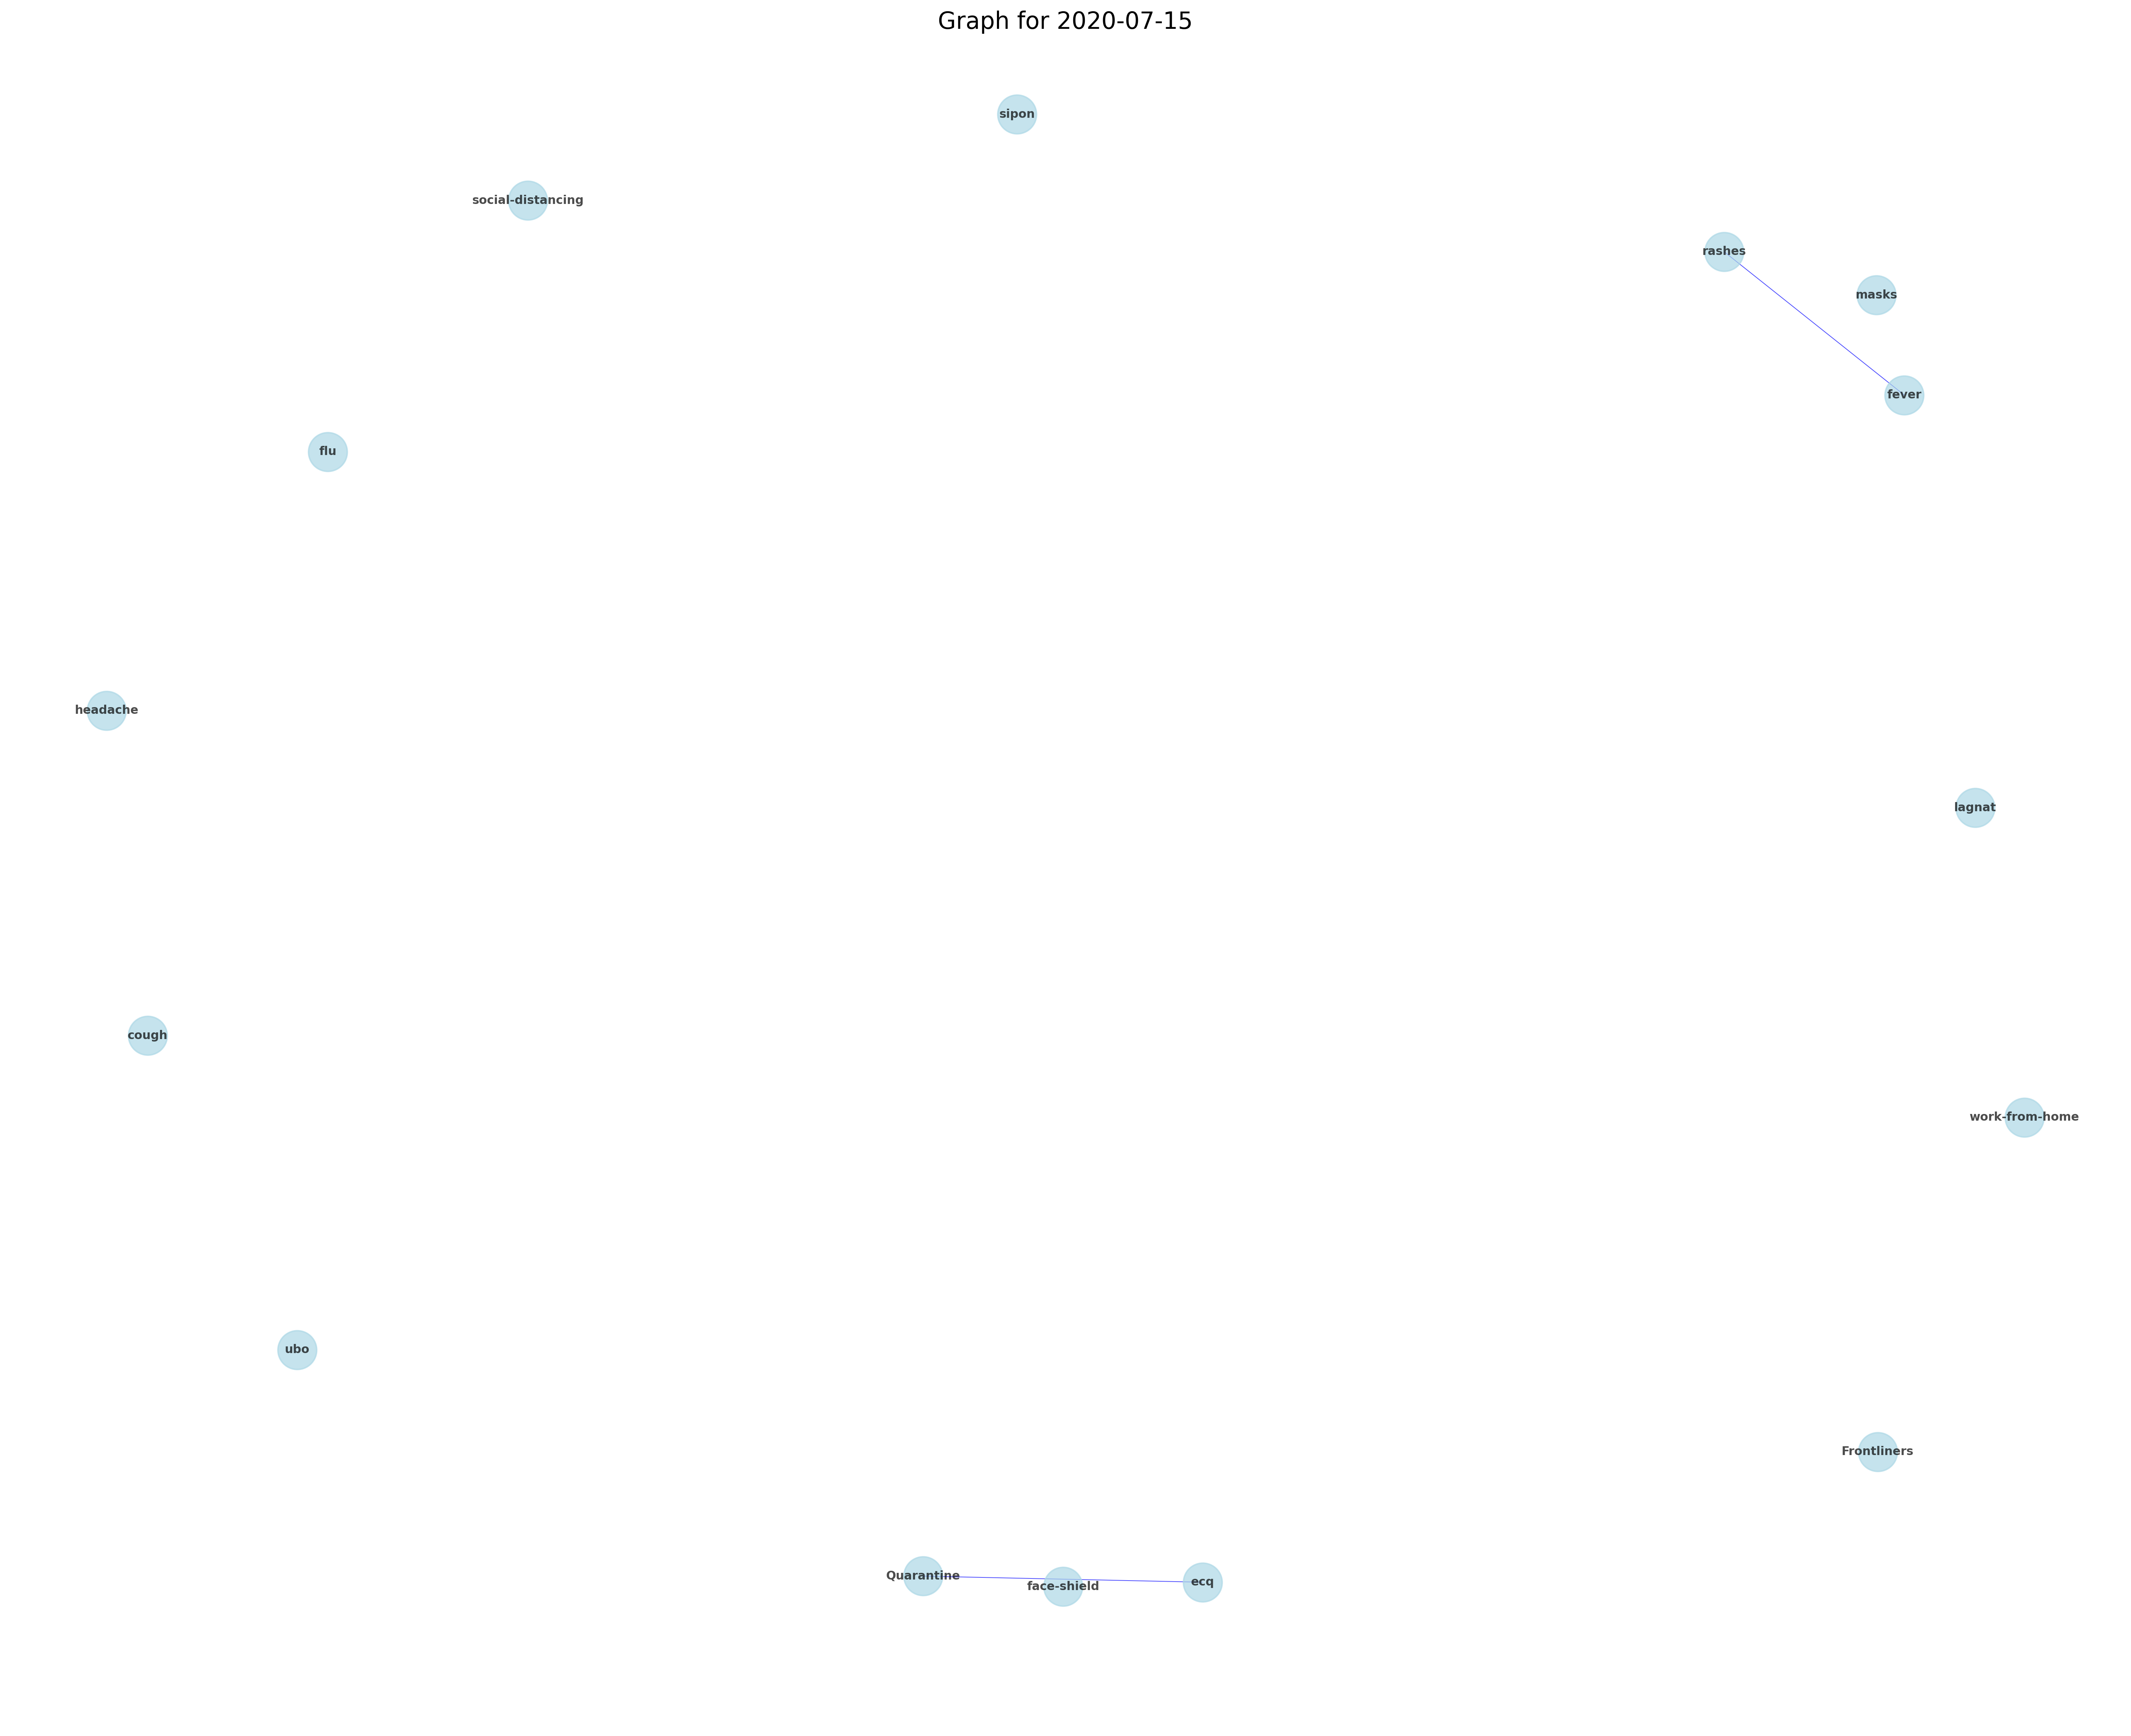 Graph for 2020-07-15
sipon
social-distancing
rashes
masks
fever
flu
headache
lagnat
cough
work-from-home
ubo
Frontliners
Quarantine
face-shield
ecq